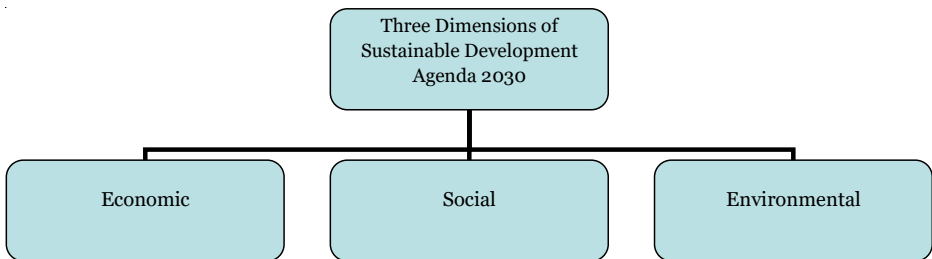 Three Dimensions of
Sustainable Development
Agenda 2030
Economic
Social
Environmental